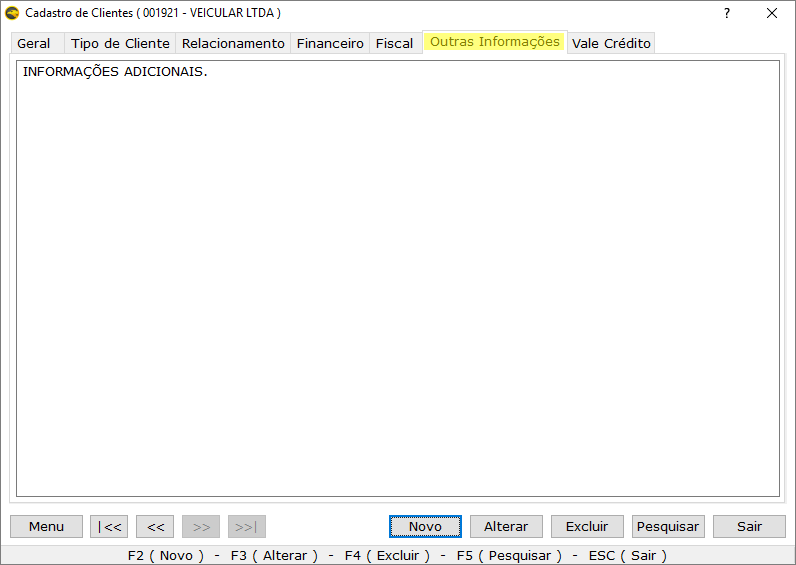 Cadastro de Clientes ( 001921 - VEICULAR LTDA ) ?
Geral Tipo de Cliente Relacionamento Financeiro Fiscal Outras Informações Vale Crédito
INFORMAÇÕES ADICIONAIS.
Menu |<< << >> >>| Novo Alterar Excluir Pesquisar Sair
F2 ( Novo ) - F3 ( Alterar ) - F4 ( Excluir ) - F5 ( Pesquisar ) - ESC ( Sair )